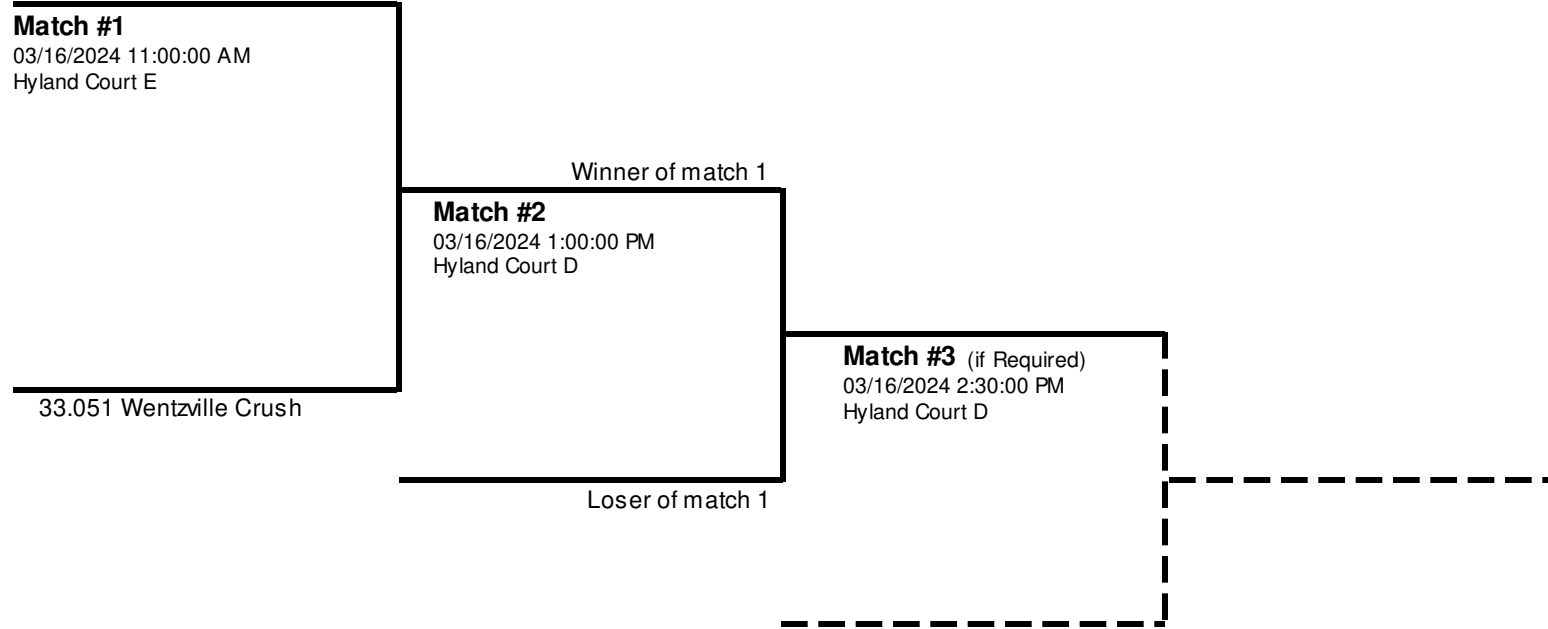 Match #1
03/16/2024 11:00:00 AM
Hyland Court E
Winner of match 1
Match #2
03/16/2024 1:00:00 PM
Hyland Court D
Match #3 (if Required)
03/16/2024 2:30:00 PM
Hyland Court D
33.051 Wentzville Crush
Loser of match 1